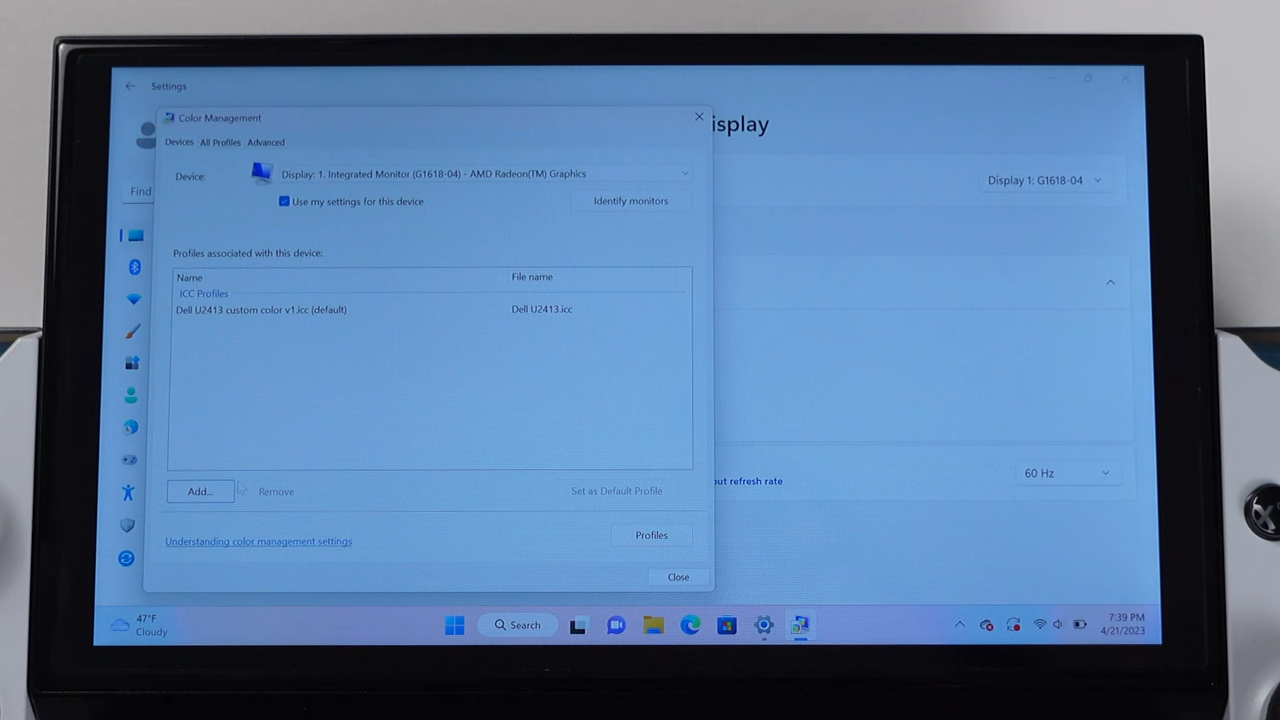 Settings
Color Management
Devices All Profiles Advanced
isplay
Device:
Display: 1. Integrated Monitor (G1618-04) - AMD Radeon(TM) Graphics
Display 1: G1618-04
Find
Use my settings for this device
Identify monitors
Profiles associated with this device:
Name
File name
ICC Profiles
Dell U2413 custom color v1.icc (default)
Dell U2413.icc
60 Hz
out refresh rate
Add...
Remove
Set as Default Profile
Profiles
Understanding color management settings
Close
47°F
Cloudy
Search
7:39 PM
4/21/2023
X